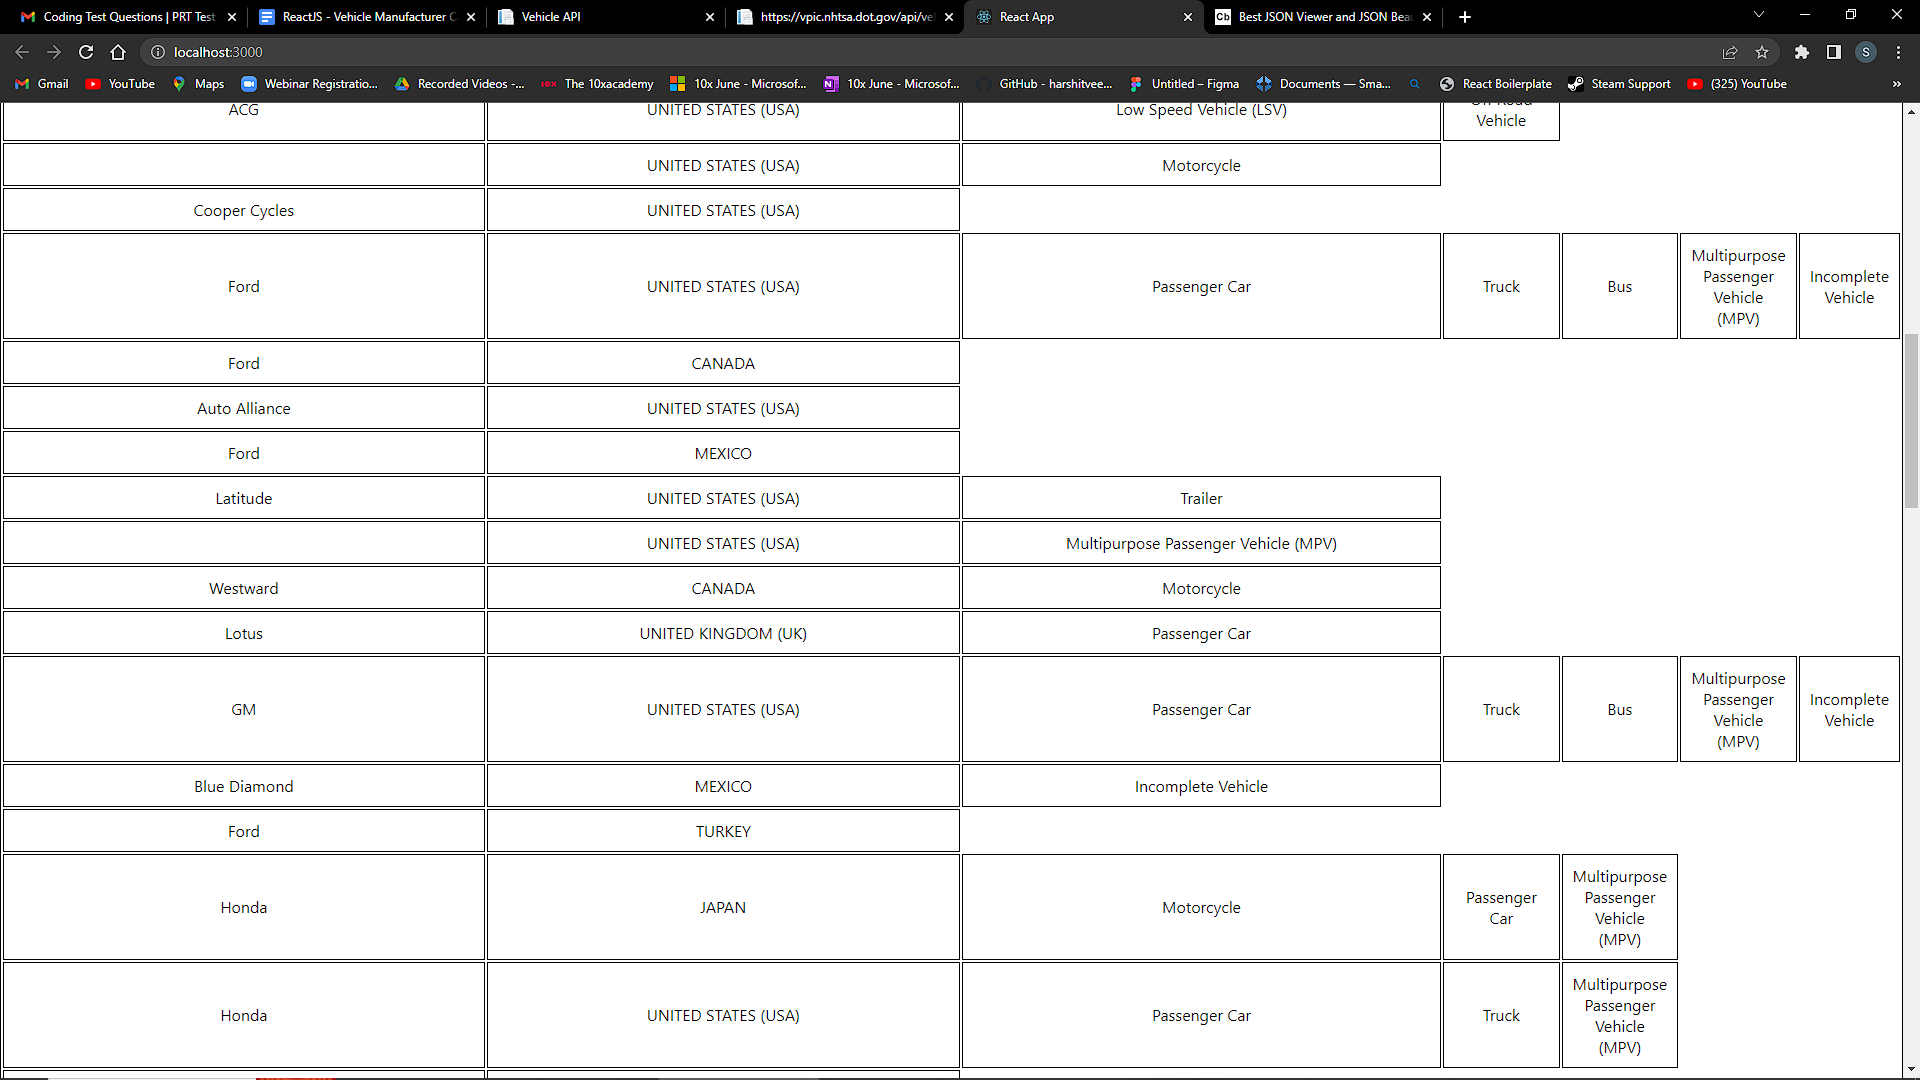 Coding Test Questions | PRT Test
ReactJS - Vehicle Manufacturer C
Vehicle API
https://vpic.nhtsa.dot.gov/api/ve
React App
Best JSON Viewer and JSON Bea
localhost:3000
S
Gmail
YouTube
Maps
Webinar Registratio...
Recorded Videos -...
The 10xacademy
10x June - Microsof...
10x June - Microsof...
GitHub - harshitvee...
Untitled – Figma
Documents — Sma...
React Boilerplate
Steam Support
(325) YouTube
»
ACG
UNITED STATES (USA)
Low Speed Vehicle (LSV)
Off Road
Vehicle
UNITED STATES (USA)
Motorcycle
Cooper Cycles
UNITED STATES (USA)
Ford
UNITED STATES (USA)
Passenger Car
Truck
Bus
Multipurpose
Passenger
Vehicle
(MPV)
Incomplete
Vehicle
Ford
CANADA
Auto Alliance
UNITED STATES (USA)
Ford
MEXICO
Latitude
UNITED STATES (USA)
Trailer
UNITED STATES (USA)
Multipurpose Passenger Vehicle (MPV)
Westward
CANADA
Motorcycle
Lotus
UNITED KINGDOM (UK)
Passenger Car
GM
UNITED STATES (USA)
Passenger Car
Truck
Bus
Multipurpose
Passenger
Vehicle
(MPV)
Incomplete
Vehicle
Blue Diamond
MEXICO
Incomplete Vehicle
Ford
TURKEY
Honda
JAPAN
Motorcycle
Passenger
Car
Multipurpose
Passenger
Vehicle
(MPV)
Honda
UNITED STATES (USA)
Passenger Car
Truck
Multipurpose
Passenger
Vehicle
(MPV)